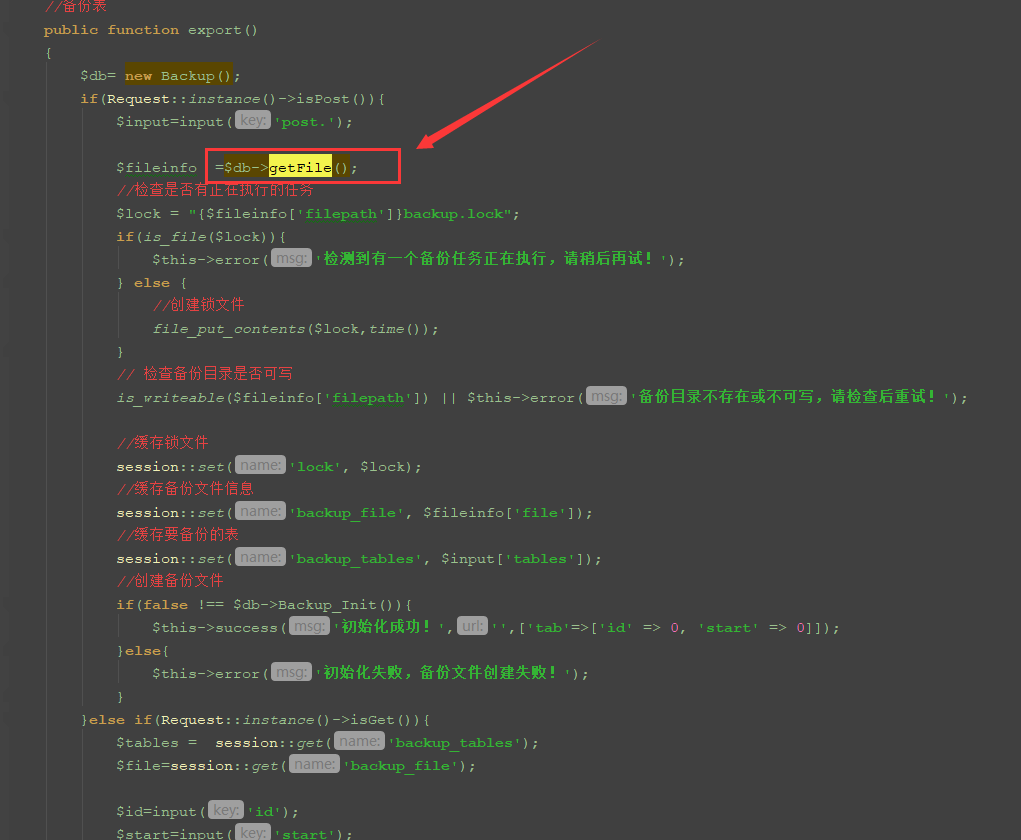 //备份表
public function export()
{
$db= new Backup();
if(Request::instance()->isPost()){
$input=input( key: 'post.');
$fileinfo =$db->getFile();
//检查是否有正在执行的任务
$lock = "{$fileinfo['filepath']}backup.lock";
if(is_file($lock)){
$this->error( msg: '检测到有一个备份任务正在执行，请稍后再试！');
} else {
//创建锁文件
file_put_contents($lock,time());
}
// 检查备份目录是否可写
is_writeable($fileinfo['filepath']) || $this->error( msg: '备份目录不存在或不可写，请检查后重试！');
//缓存锁文件
session::set( name: 'lock', $lock);
//缓存备份文件信息
session::set( name: 'backup_file', $fileinfo['file']);
//缓存要备份的表
session::set( name: 'backup_tables', $input['tables']);
//创建备份文件
if(false !== $db->Backup_Init()){
$this->success( msg: '初始化成功！', url: '',['tab'=>['id' => 0, 'start' => 0]]);
}else{
$this->error( msg: '初始化失败，备份文件创建失败！');
}
}else if(Request::instance()->isGet()){
$tables =  session::get( name: 'backup_tables');
$file=session::get( name: 'backup_file');
$id=input( key: 'id');
$start=input( key: 'start');